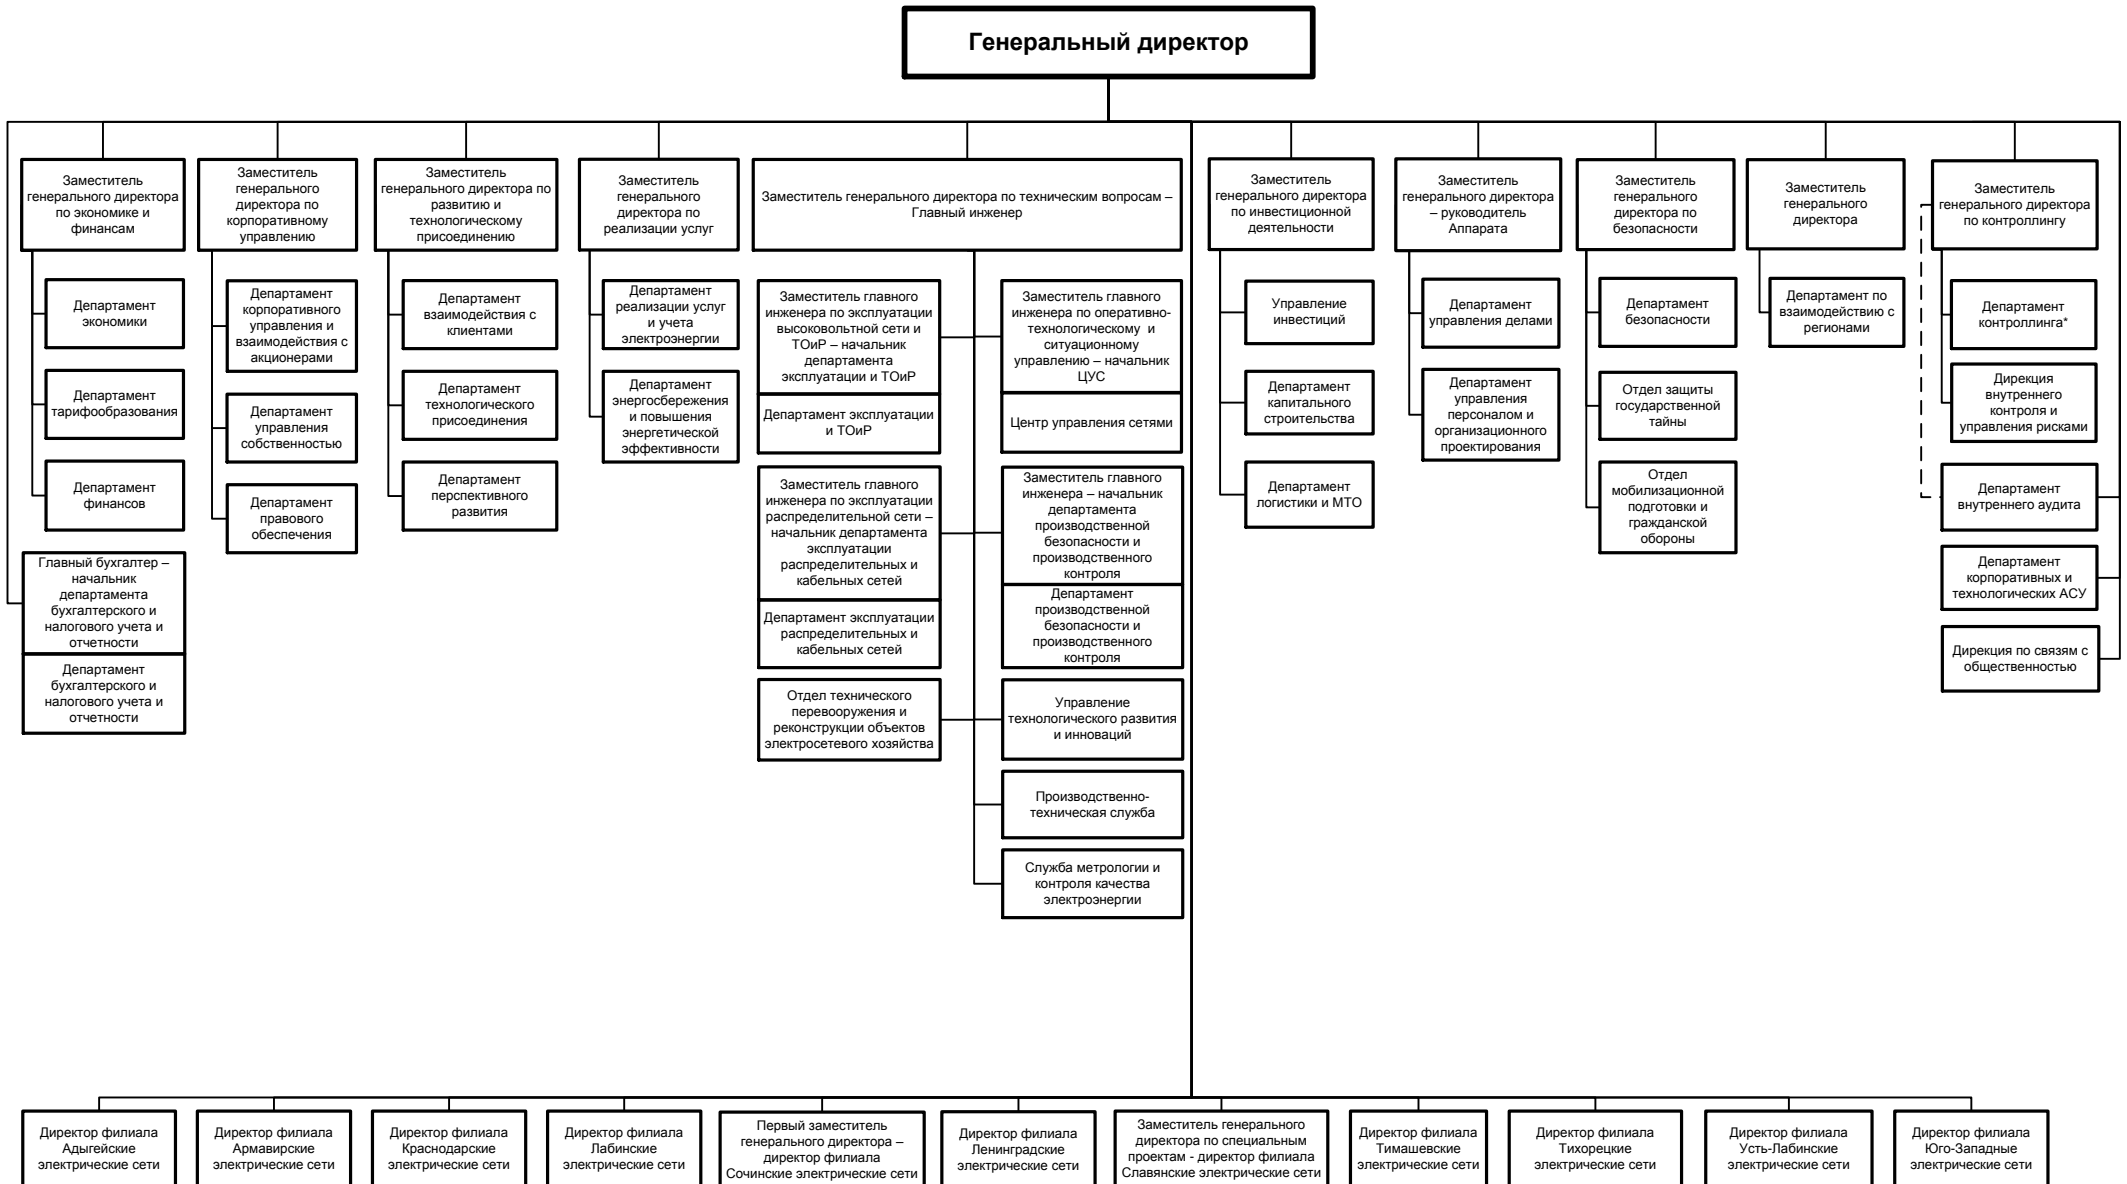 Генеральный директор
Заместитель
генерального директора
по экономике и
финансам
Департамент
экономики
Департамент
тарифообразования
Департамент
финансов
Главный бухгалтер –
начальник
департамента
бухгалтерского и
налогового учета и
отчетности
Департамент
бухгалтерского и
налогового учета и
отчетности
Заместитель
генерального
директора по
корпоративному
управлению
Департамент
корпоративного
управления и
взаимодействия с
акционерами
Департамент
управления
собственностью
Департамент
правового
обеспечения
Заместитель
генерального директора по
развитию и
технологическому
присоединению
Департамент
взаимодействия с
клиентами
Департамент
технологического
присоединения
Департамент
перспективного
развития
Заместитель
генерального
директора по
реализации услуг
Департамент
реализации услуг
и учета
электроэнергии
Департамент
энергосбережения
и повышения
энергетической
эффективности
Заместитель генерального директора по техническим вопросам –
Главный инженер
Заместитель главного
инженера по эксплуатации
высоковольтной сети и
ТОиР – начальник
департамента
эксплуатации и ТОиР
Департамент эксплуатации
и ТОиР
Заместитель главного
инженера по эксплуатации
распределительной сети –
начальник департамента
эксплуатации
распределительных и
кабельных сетей
Департамент эксплуатации
распределительных и
кабельных сетей
Отдел технического
перевооружения и
реконструкции объектов
электросетевого хозяйства
Заместитель главного
инженера по оперативно-
технологическому и
ситуационному
управлению – начальник
ЦУС
Центр управления сетями
Заместитель главного
инженера – начальник
департамента
производственной
безопасности и
производственного
контроля
Департамент
производственной
безопасности и
производственного
контроля
Управление
технологического развития
и инноваций
Производственно-
техническая служба
Служба метрологии и
контроля качества
электроэнергии
Заместитель
генерального директора
по инвестиционной
деятельности
Управление
инвестиций
Департамент
капитального
строительства
Департамент
логистики и МТО
Заместитель
генерального директора
– руководитель
Аппарата
Департамент
управления делами
Департамент
управления
персоналом и
организационного
проектирования
Заместитель
генерального
директора по
безопасности
Департамент
безопасности
Отдел защиты
государственной
тайны
Отдел
мобилизационной
подготовки и
гражданской
обороны
Заместитель
генерального
директора
Департамент по
взаимодействию с
регионами
Заместитель
генерального директора
по контроллингу
Департамент
контроллинга*
Дирекция
внутреннего
контроля и
управления рисками
Департамент
внутреннего аудита
Департамент
корпоративных и
технологических АСУ
Дирекция по связям с
общественностью
Директор филиала
Адыгейские
электрические сети
Директор филиала
Армавирские
электрические сети
Директор филиала
Краснодарские
электрические сети
Директор филиала
Лабинские
электрические сети
Первый заместитель
генерального директора –
директор филиала
Сочинские электрические сети
Директор филиала
Ленинградские
электрические сети
Заместитель генерального
директора по специальным
проектам - директор филиала
Славянские электрические сети
Директор филиала
Тимашевские
электрические сети
Директор филиала
Тихорецкие
электрические сети
Директор филиала
Усть-Лабинские
электрические сети
Директор филиала
Юго-Западные
электрические сети